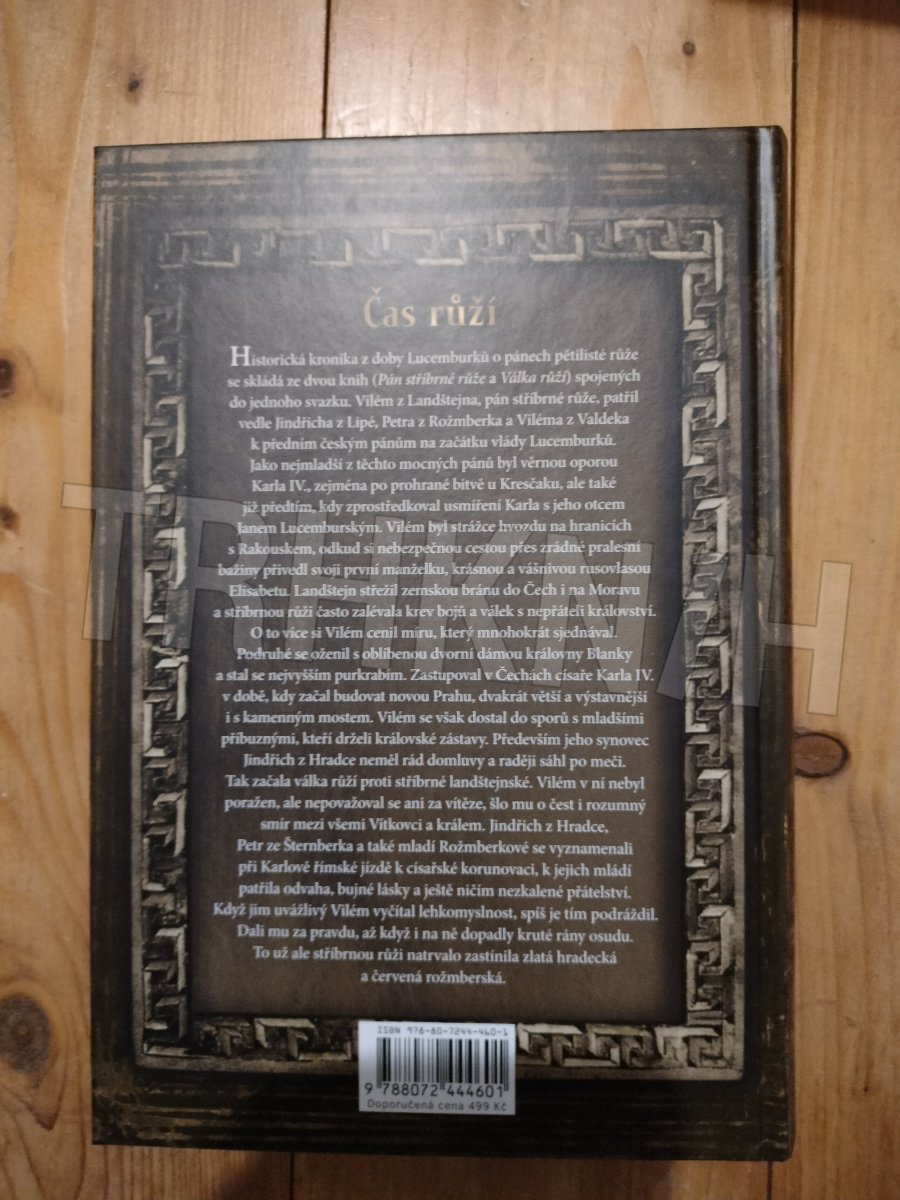 Čas růží
Historická kronika z doby Lucemburků o pánech pětilisté růže
se skládá ze dvou knih (Pán stříbrné růže a Válka růží) spojených
do jednoho svazku. Vilém z Landštejna, pán stříbrné růže, patřil
vedle Jindřicha z Lipé, Petra z Rožmberka a Viléma z Valdeka
k předním českým pánům na začátku vlády Lucemburků.
Jako nejmladší z těchto mocných pánů byl věrnou oporou
Karla IV., zejména po prohrané bitvě u Kresčaku, ale také
již předtím, kdy zprostředkoval usmíření Karla s jeho otcem
Janem Lucemburským. Vilém byl strážce hvozdu na hranicích
s Rakouskem, odkud si nebezpečnou cestou přes zrádné pralesní
bažiny přivedl svoji první manželku, krásnou a vášnivou rusovlasou
Elisabetu. Landštejn střežil zemskou bránu do Čech i na Moravu
a stříbrnou růži často zalévala krev bojů a válek s nepřáteli království.
O to více si Vilém cenil míru, který mnohokrát sjednával.
Podruhé se oženil s oblíbenou dvorní dámou královny Blanky
a stal se nejvyšším purkrabím. Zastupoval v Čechách císaře Karla IV.
v době, kdy začal budovat novou Prahu, dvakrát větší a výstavnější
i s kamenným mostem. Vilém se však dostal do sporů s mladšími
příbuznými, kteří drželi královské zástavy. Především jeho synovec
Jindřich z Hradce neměl rád domluvy a raději sáhl po meči.
Tak začala válka růží proti stříbrné landštejnské. Vilém v ní nebyl
poražen, ale nepovažoval se ani za vítěze, šlo mu o čest i rozumný
smír mezi všemi Vítkovci a králem. Jindřich z Hradce,
Petr ze Šternberka a také mladí Rožmberkové se vyznamenali
při Karlově římské jízdě k císařské korunovaci, k jejich mládí
patřila odvaha, bujné lásky a ještě ničím nezkalené přátelství.
Když jim uvážlivý Vilém vyčítal lehkomyslnost, spíš je tím podráždil.
Dali mu za pravdu, až když i na ně dopadly kruté rány osudu.
To už ale stříbrnou růži natrvalo zastínila zlatá hradecká
a červená rožmberská.
ISBN 978-80-7244-460-1
9 788072 444601
Doporučená cena 499 Kč